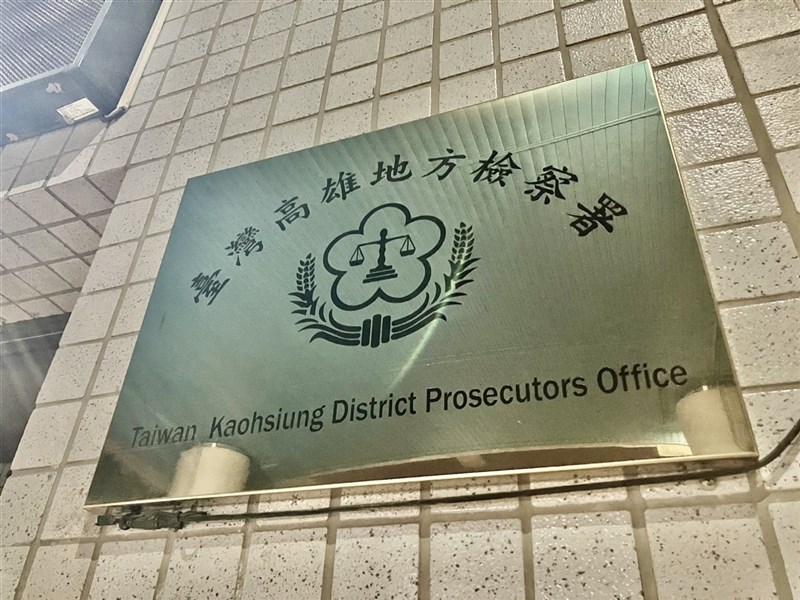 臺灣高雄地方檢察署
Taiwan Kaohsiung District Prosecutors Office